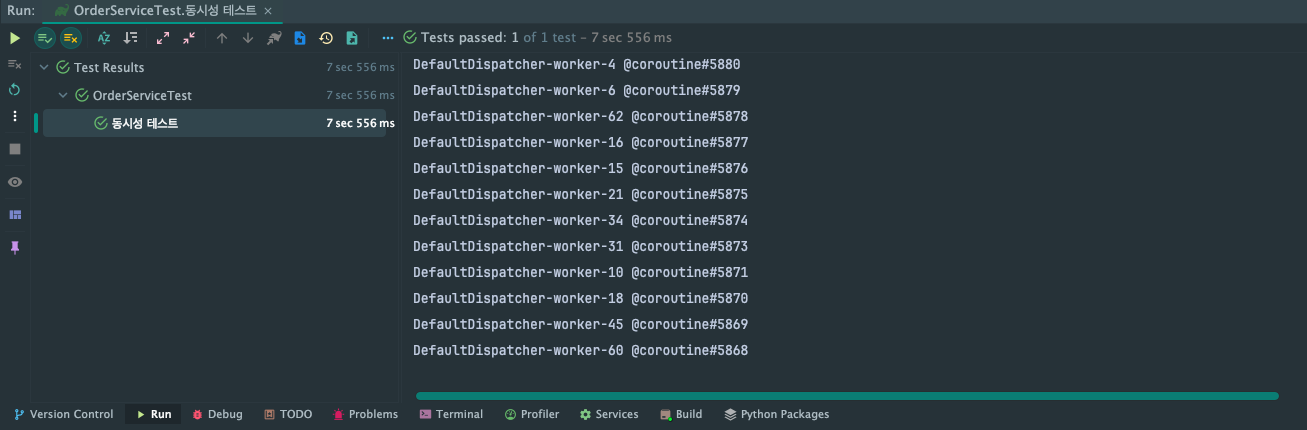 Run: OrderServiceTest.동시성 테스트 ×
Tests passed: 1 of 1 test – 7 sec 556 ms
Test Results 7 sec 556 ms
OrderServiceTest 7 sec 556 ms
동시성 테스트 7 sec 556 ms
DefaultDispatcher-worker-4 @coroutine#5880
DefaultDispatcher-worker-6 @coroutine#5879
DefaultDispatcher-worker-62 @coroutine#5878
DefaultDispatcher-worker-16 @coroutine#5877
DefaultDispatcher-worker-15 @coroutine#5876
DefaultDispatcher-worker-21 @coroutine#5875
DefaultDispatcher-worker-34 @coroutine#5874
DefaultDispatcher-worker-31 @coroutine#5873
DefaultDispatcher-worker-10 @coroutine#5871
DefaultDispatcher-worker-18 @coroutine#5870
DefaultDispatcher-worker-45 @coroutine#5869
DefaultDispatcher-worker-60 @coroutine#5868
Version Control Run Debug TODO Problems Terminal Profiler Services Build Python Packages